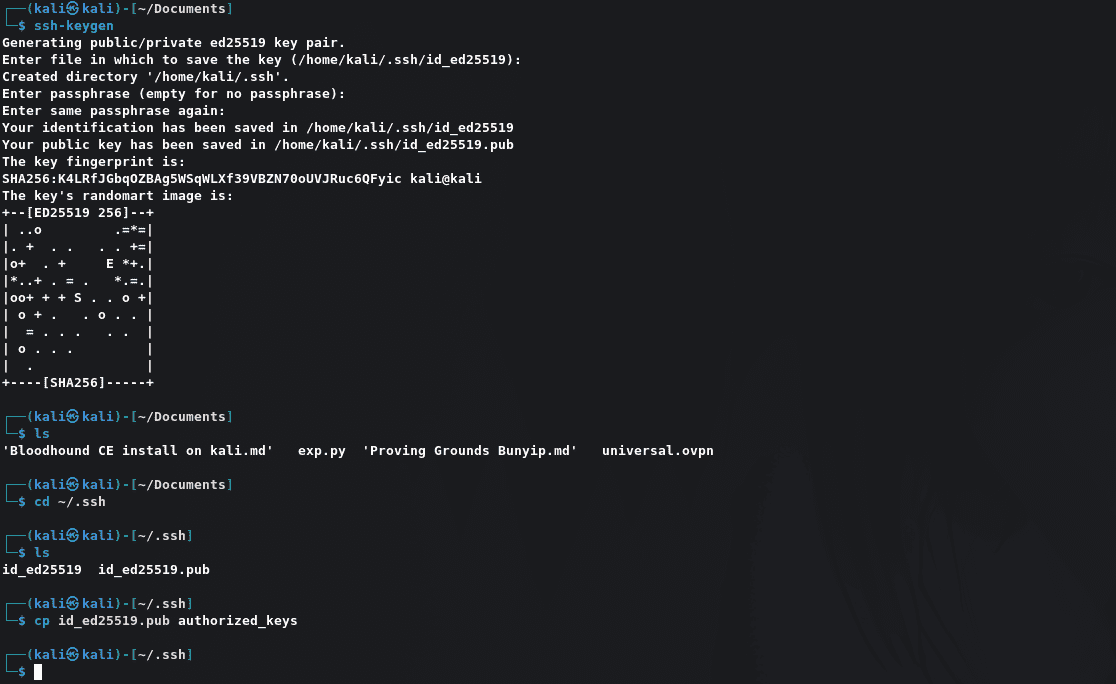 ┌──(kali㉿kali)-[~/Documents]
└─$ ssh-keygen
Generating public/private ed25519 key pair.
Enter file in which to save the key (/home/kali/.ssh/id_ed25519):
Created directory '/home/kali/.ssh'.
Enter passphrase (empty for no passphrase):
Enter same passphrase again:
Your identification has been saved in /home/kali/.ssh/id_ed25519
Your public key has been saved in /home/kali/.ssh/id_ed25519.pub
The key fingerprint is:
SHA256:K4LRfJGbqOZBAg5WSqWLXf39VBZN70oUVJRuc6QFyic kali@kali
The key's randomart image is:
+--[ED25519 256]--+
| ..o         .=*=|
|. +  . .   . . +=|
|o+  . +     E *+.|
|*..+ . = .   *.=.|
|oo+ + + S . . o +|
| o + .   . o . . |
|  = . . .   . .  |
| o . . .         |
|  .              |
+----[SHA256]-----+
┌──(kali㉿kali)-[~/Documents]
└─$ ls
'Bloodhound CE install on kali.md'   exp.py  'Proving Grounds Bunyip.md'   universal.ovpn
┌──(kali㉿kali)-[~/Documents]
└─$ cd ~/.ssh
┌──(kali㉿kali)-[~/.ssh]
└─$ ls
id_ed25519  id_ed25519.pub
┌──(kali㉿kali)-[~/.ssh]
└─$ cp id_ed25519.pub authorized_keys
┌──(kali㉿kali)-[~/.ssh]
└─$